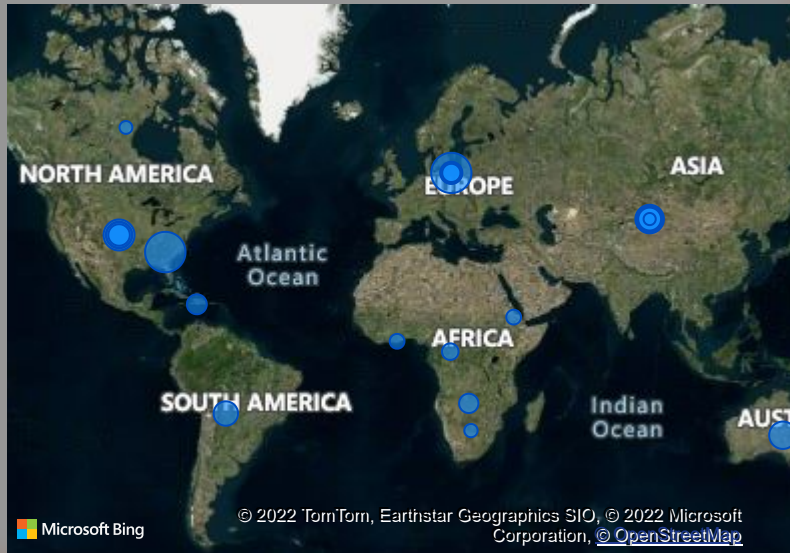 NORTH AMERICA
EUROPE
ASIA
Atlantic
Ocean
AFRICA
SOUTH AMERICA
Indian
Ocean
AUST
© 2022 TomTom, Earthstar Geographics SIO, © 2022 Microsoft
Corporation, © OpenStreetMap
Microsoft Bing